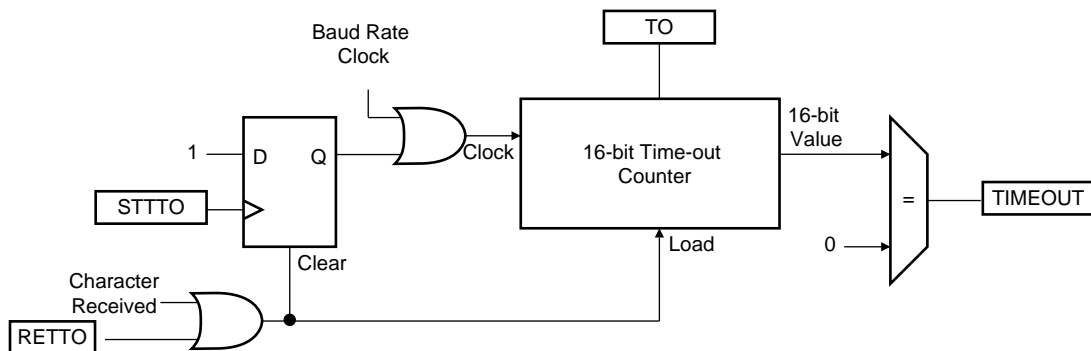 TO
Baud Rate
Clock
16-bit
Value
1
D
Q
Clock
16-bit Time-out
Counter
STTTO
=
TIMEOUT
Clear
Load
0
Character
Received
RETTO